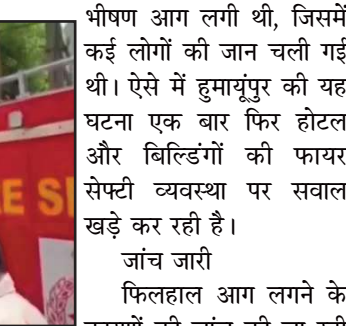 भीषण आग लगी थी, जिसमें
कई लोगों की जान चली गई
थी। ऐसे में हुमायूंपुर की यह
घटना एक बार फिर होटल
और बिल्डिंगों की फायर
सेफ्टी व्यवस्था पर सवाल
खड़े कर रही है।
जांच जारी
फिलहाल आग लगने के
E S